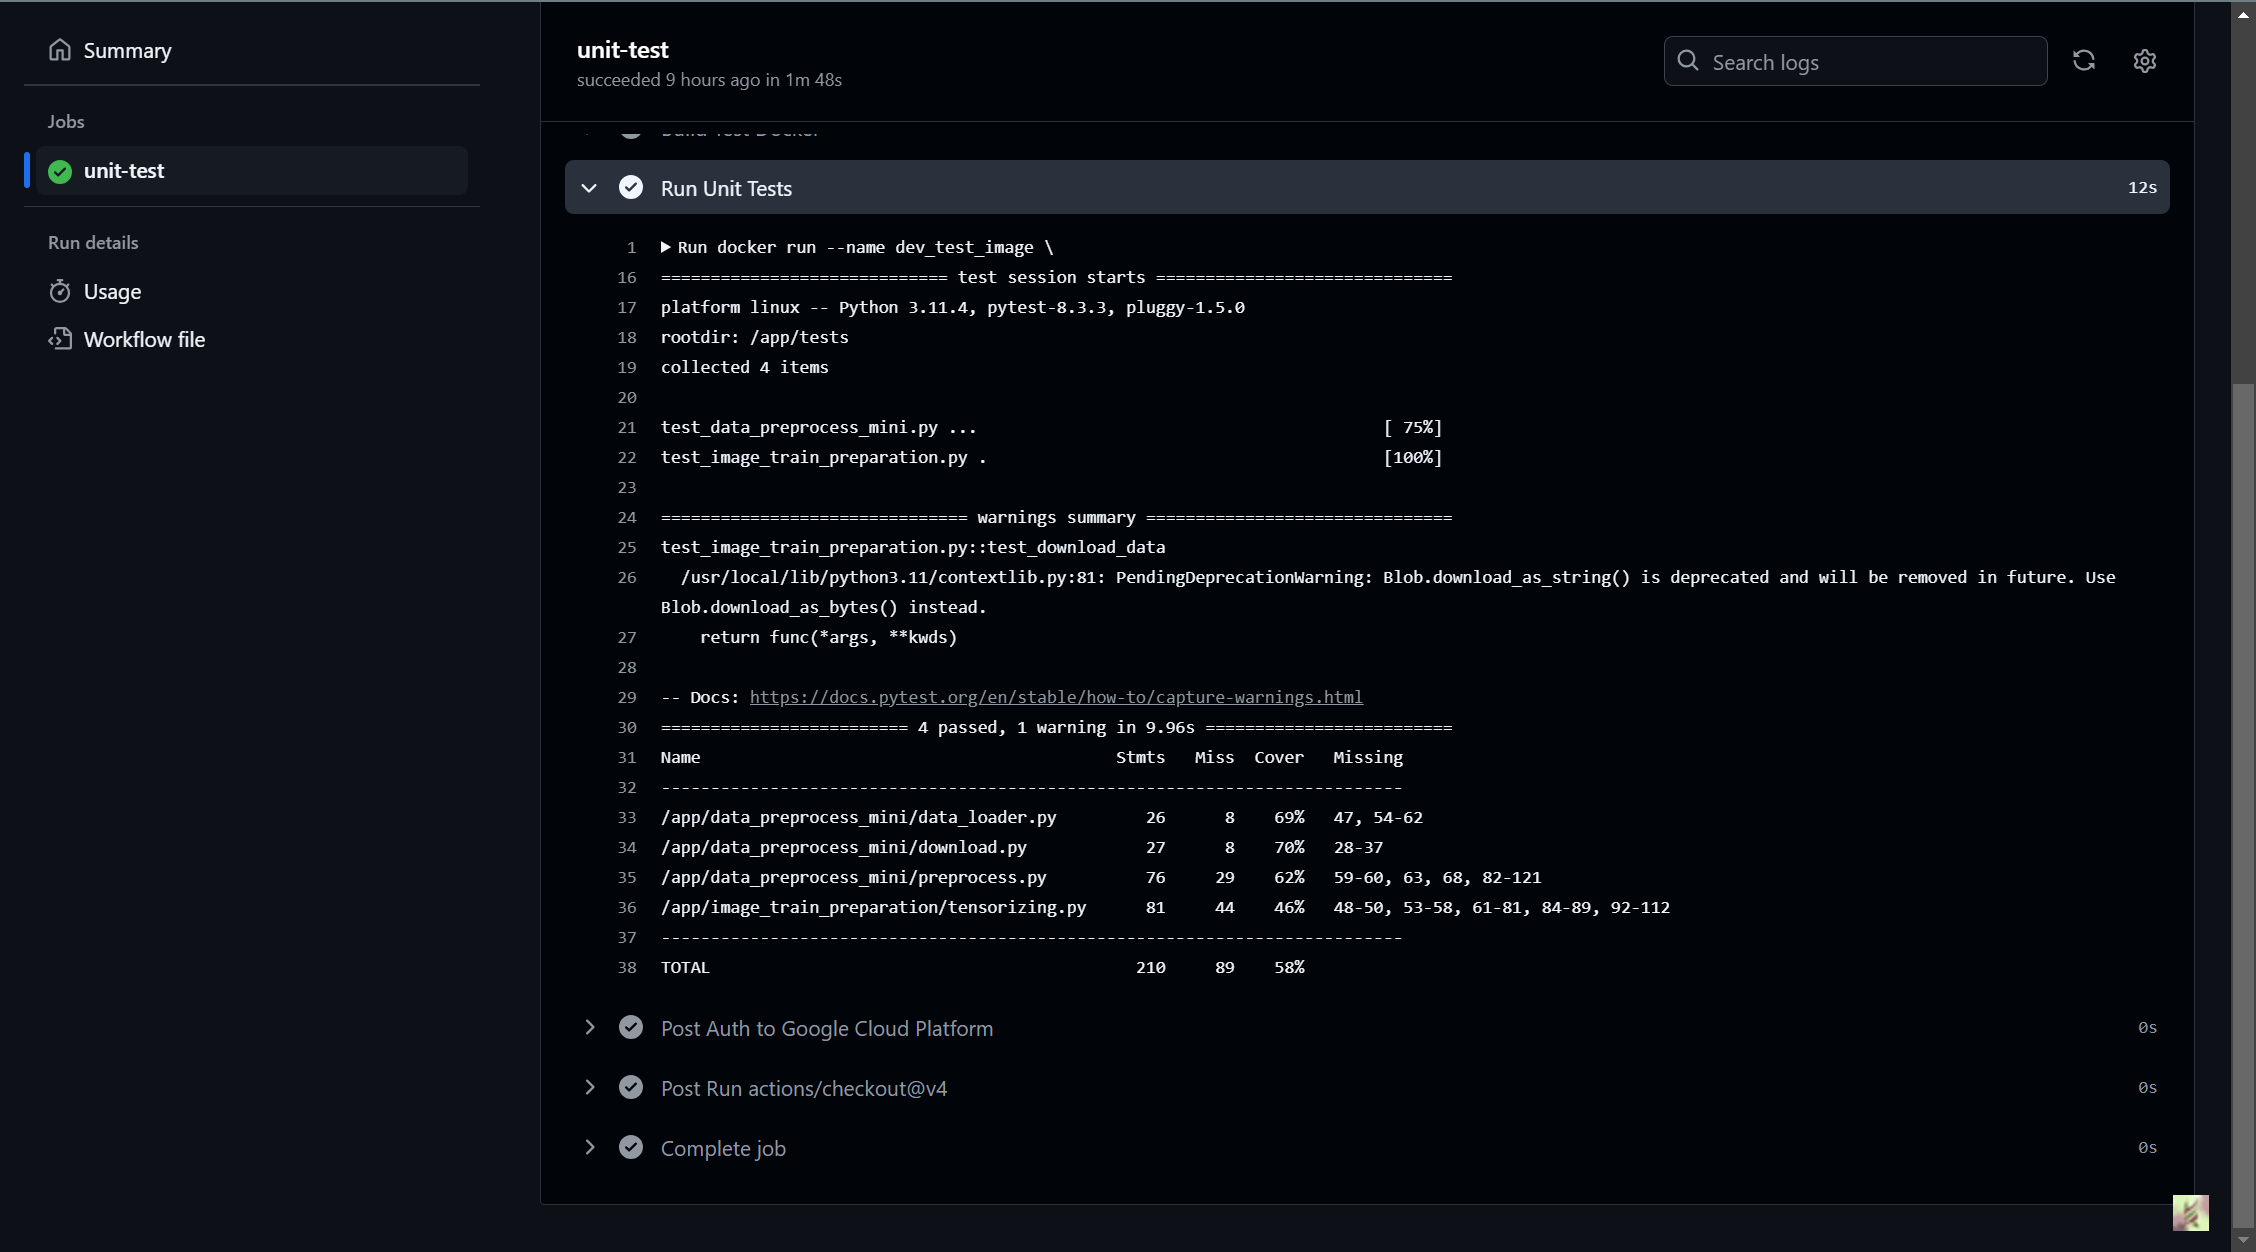 Summary
Jobs
unit-test
Run details
Usage
Workflow file
unit-test
succeeded 9 hours ago in 1m 48s
Search logs
Build Test Docker
Run Unit Tests 12s
1 Run docker run --name dev_test_image \
16 ============================= test session starts ==============================
17 platform linux -- Python 3.11.4, pytest-8.3.3, pluggy-1.5.0
18 rootdir: /app/tests
19 collected 4 items
20
21 test_data_preprocess_mini.py ... [ 75%]
22 test_image_train_preparation.py . [100%]
23
24 =============================== warnings summary ===============================
25 test_image_train_preparation.py::test_download_data
26 /usr/local/lib/python3.11/contextlib.py:81: PendingDeprecationWarning: Blob.download_as_string() is deprecated and will be removed in future. Use
Blob.download_as_bytes() instead.
27 return func(*args, **kwds)
28
29 -- Docs: https://docs.pytest.org/en/stable/how-to/capture-warnings.html
30 ========================= 4 passed, 1 warning in 9.96s =========================
31 Name Stmts Miss Cover Missing
32 ---------------------------------------------------------------------------
33 /app/data_preprocess_mini/data_loader.py 26 8 69% 47, 54-62
34 /app/data_preprocess_mini/download.py 27 8 70% 28-37
35 /app/data_preprocess_mini/preprocess.py 76 29 62% 59-60, 63, 68, 82-121
36 /app/image_train_preparation/tensorizing.py 81 44 46% 48-50, 53-58, 61-81, 84-89, 92-112
37 ---------------------------------------------------------------------------
38 TOTAL 210 89 58%
Post Auth to Google Cloud Platform 0s
Post Run actions/checkout@v4 0s
Complete job 0s